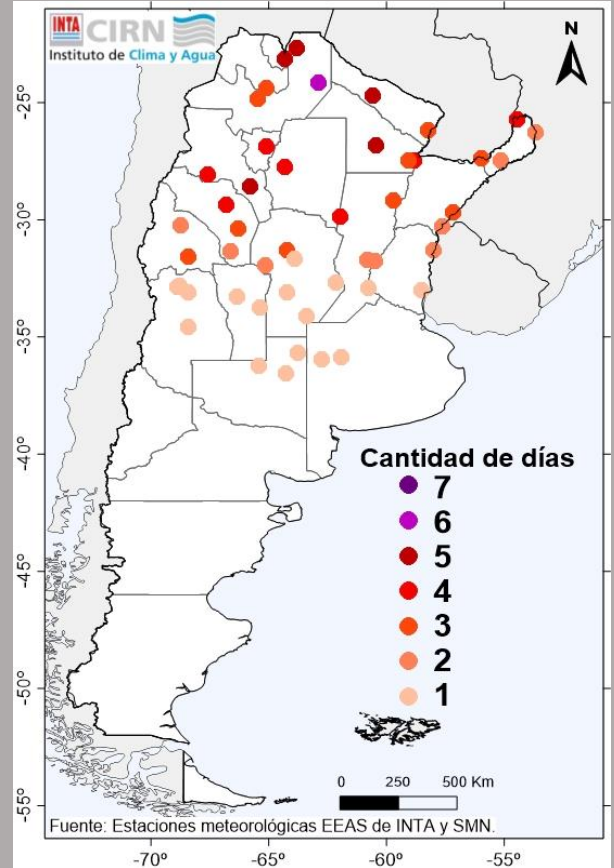 INTA CIRN
Instituto de Clima y Agua
N
-25°
-30°
-35°
-40°
-45°
-50°
-55°
Cantidad de días
7
6
5
4
3
2
1
0 250 500 Km
Fuente: Estaciones meteorológicas EEAS de INTA y SMN.
-70° -65° -60° -55°